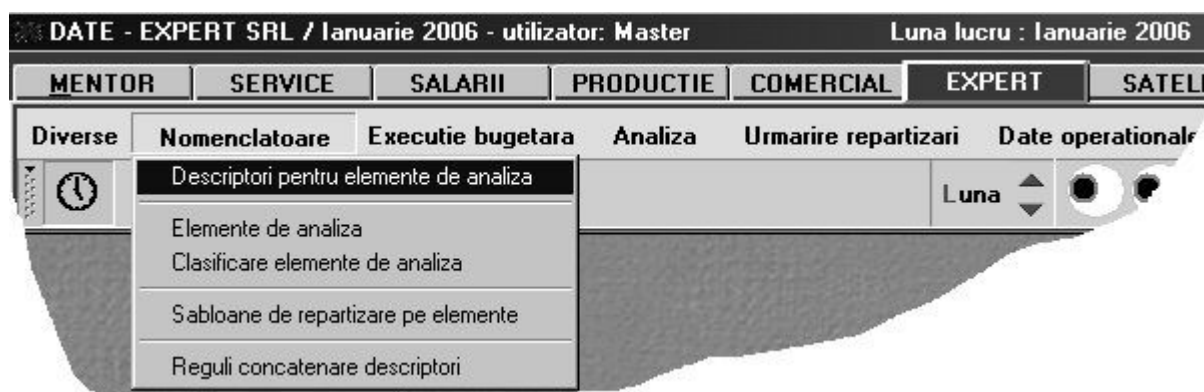 DATE - EXPERT SRL / Ianuarie 2006 - utilizator: Master Luna lucru : Ianuarie 2006
MENTOR SERVICE SALARII PRODUCTIE COMERCIAL EXPERT SATELI
Diverse Nomenclatoare Executie bugetara Analiza Urmarire repartizari Date operationale
Descriptori pentru elemente de analiza
Luna
Elemente de analiza
Clasificare elemente de analiza
Sabloane de repartizare pe elemente
Reguli concatenare descriptori